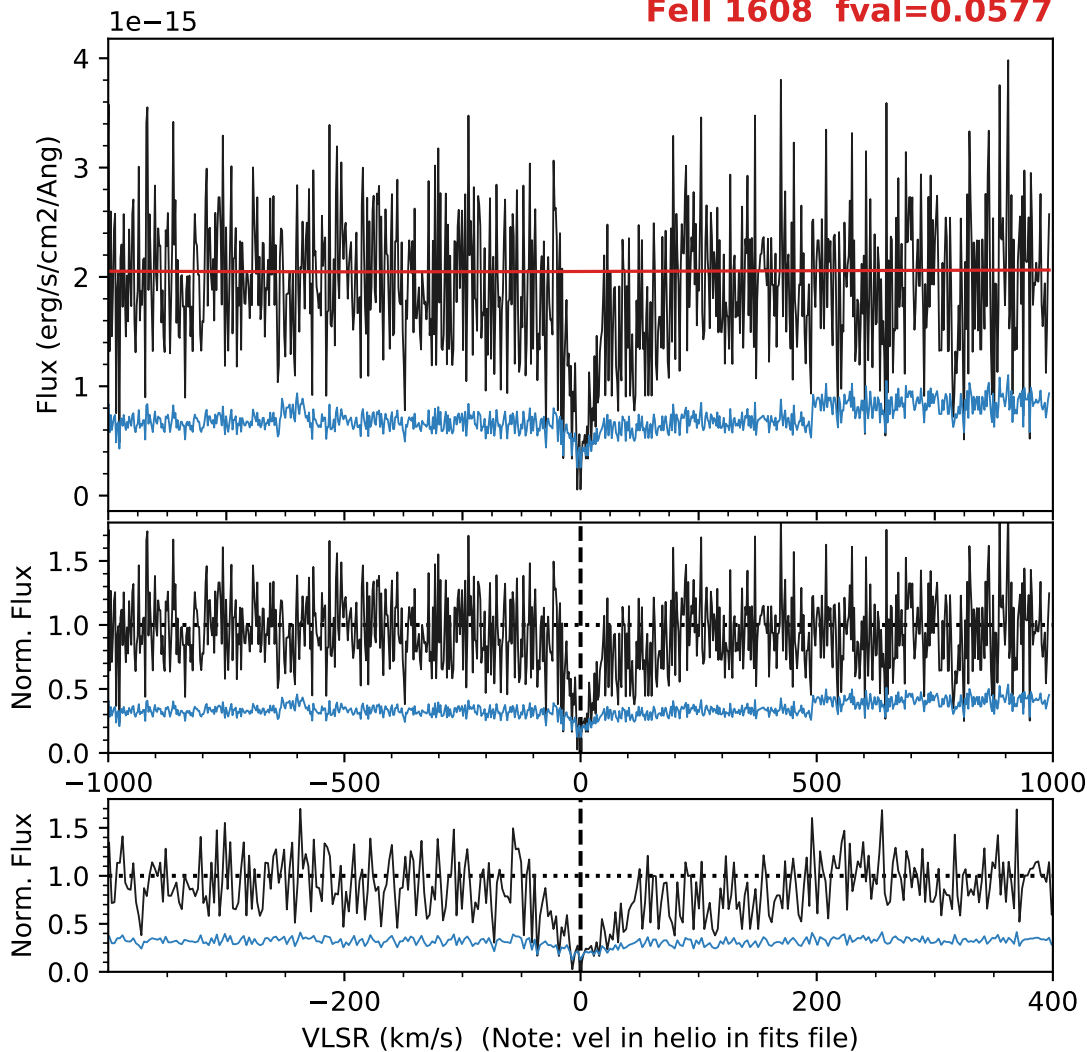 FeII 1608 fval=0.0577
1e−15
4
3
2
1
0
Flux (erg/s/cm2/Ang)
1.5
1.0
0.5
0.0
Norm. Flux
−1000 −500 0 500 1000
1.5
1.0
0.5
0.0
Norm. Flux
−200 0 200 400
VLSR (km/s) (Note: vel in helio in fits file)